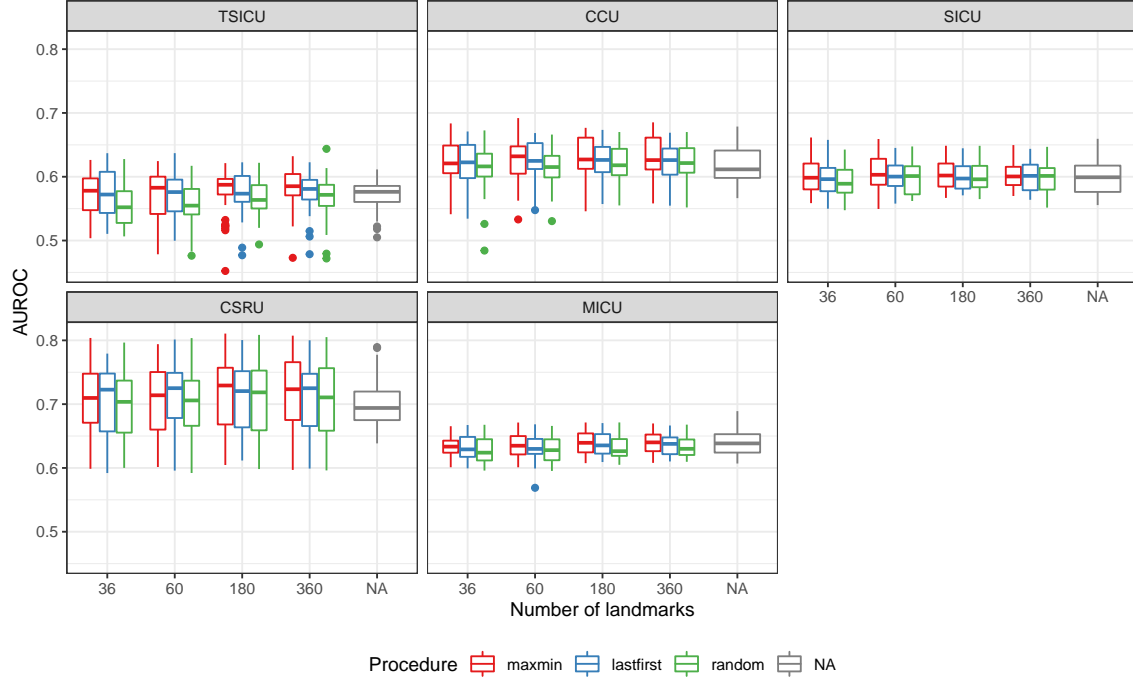 TSICU CCU SICU
0.8
0.7
0.6
0.5
36 60 180 360 NA
CSRU MICU
0.8
0.7
0.6
0.5
36 60 180 360 NA 36 60 180 360 NA
AUROC
Number of landmarks
Procedure maxmin lastfirst random NA